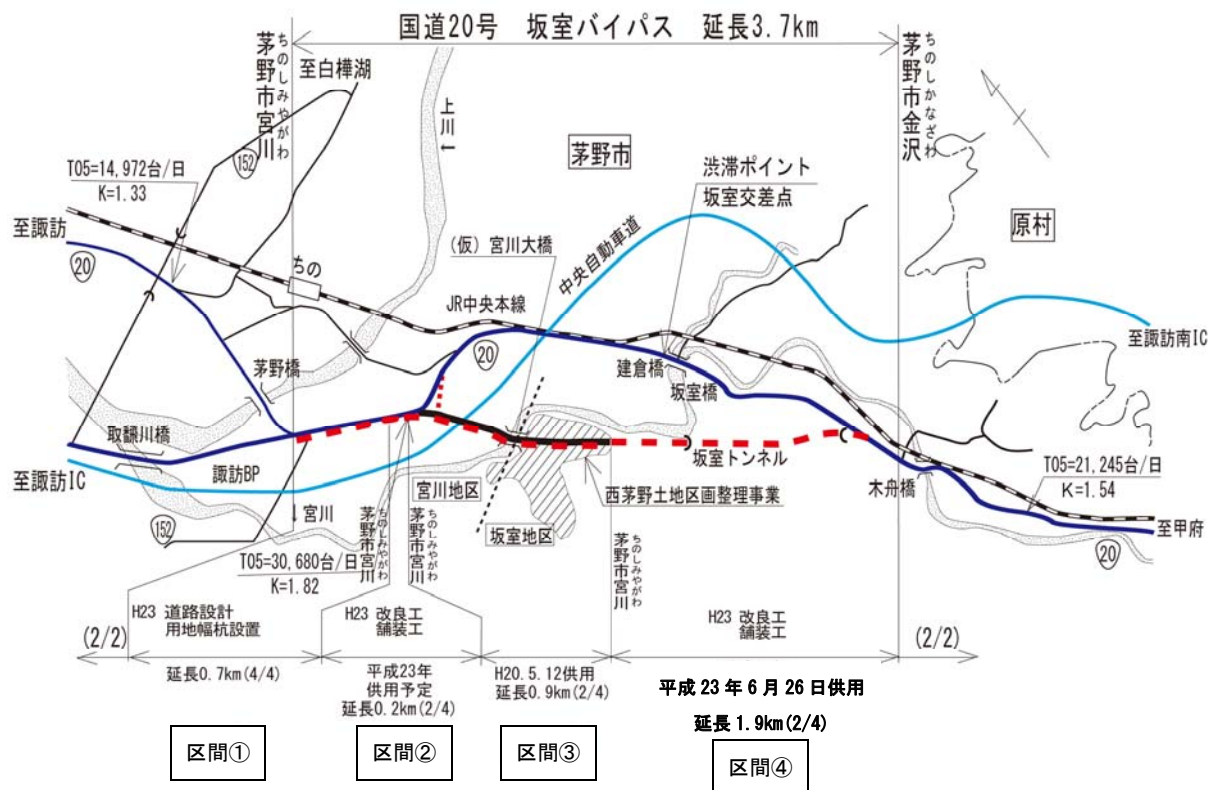 国道20号　坂室バイパス　延長3.7km
茅野市宮川
ちのしみやがわ
至白樺湖
上川
茅野市
渋滞ポイント
坂室交差点
茅野市金沢
ちのしかなざわ
原村
152
T05=14,972台/日
K=1.33
至諏訪
20
ちの
(仮) 宮川大橋
中央自動車道
JR中央本線
20
至諏訪南IC
茅野橋
建倉橋
坂室橋
取醸川橋
諏訪BP
至諏訪IC
152
宮川
宮川地区
坂室地区
坂室トンネル
西茅野土地区画整理事業
木舟橋
T05=21,245台/日
K=1.54
至甲府
20
T05=30,680台/日
K=1.82
茅野市宮川
ちのしみやがわ
茅野市宮川
ちのしみやがわ
茅野市宮川
ちのしみやがわ
H23 道路設計
用地幅杭設置
H23 改良工
舗装工
H23 改良工
舗装工
(2/2)
(2/2)
延長0.7km(4/4)
平成23年
供用予定
延長0.2km(2/4)
H20.5.12供用
延長0.9km(2/4)
平成23年6月26日供用
延長1.9km(2/4)
区間①
区間②
区間③
区間④